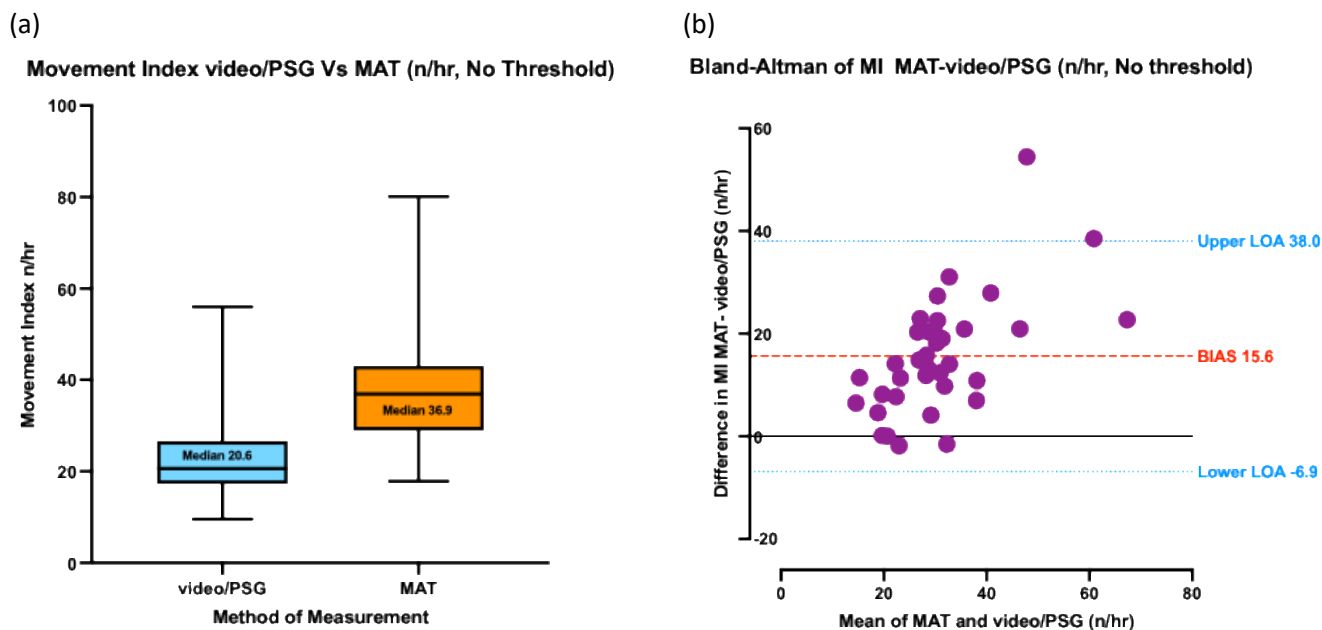 (a)
Movement Index video/PSG Vs MAT (n/hr, No Threshold)
Movement Index n/hr
100
80
60
40
20
0
Median 20.6
Median 36.9
video/PSG
MAT
Method of Measurement
(b)
Bland-Altman of MI MAT-video/PSG (n/hr, No threshold)
Difference in MI MAT- video/PSG (n/hr)
60
40
20
0
-20
Upper LOA 38.0
BIAS 15.6
Lower LOA -6.9
0
20
40
60
80
Mean of MAT and video/PSG (n/hr)